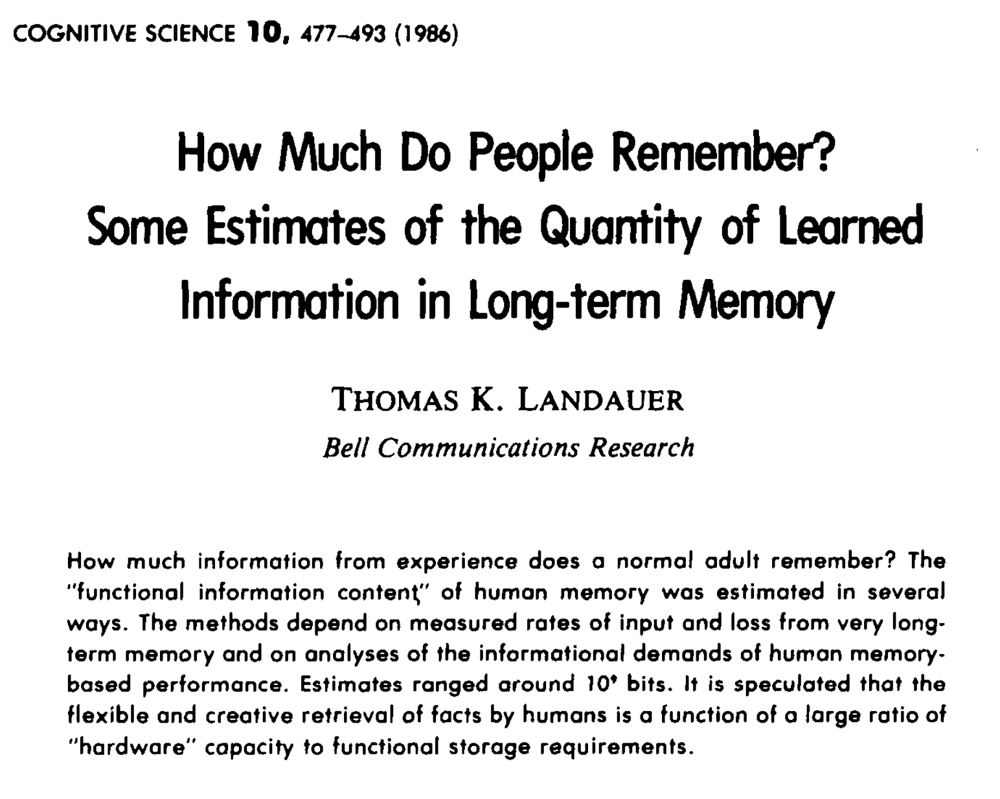 COGNITIVE SCIENCE 10, 477–493 (1986)
How Much Do People Remember?
Some Estimates of the Quantity of Learned
Information in Long-term Memory
THOMAS K. LANDAUER
Bell Communications Research
How much information from experience does a normal adult remember? The
"functional information content" of human memory was estimated in several
ways. The methods depend on measured rates of input and loss from very long-
term memory and on analyses of the informational demands of human memory-
based performance. Estimates ranged around 10⁹ bits. It is speculated that the
flexible and creative retrieval of facts by humans is a function of a large ratio of
"hardware" capacity to functional storage requirements.